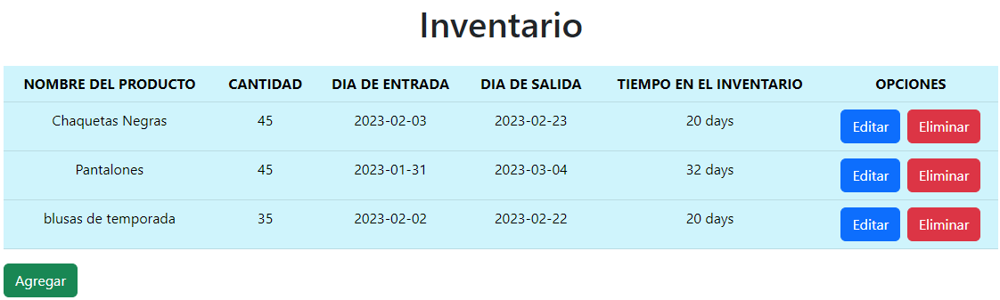 Inventario
NOMBRE DEL PRODUCTO CANTIDAD DIA DE ENTRADA DIA DE SALIDA TIEMPO EN EL INVENTARIO OPCIONES
Chaquetas Negras 45 2023-02-03 2023-02-23 20 days Editar Eliminar
Pantalones 45 2023-01-31 2023-03-04 32 days Editar Eliminar
blusas de temporada 35 2023-02-02 2023-02-22 20 days Editar Eliminar
Agregar